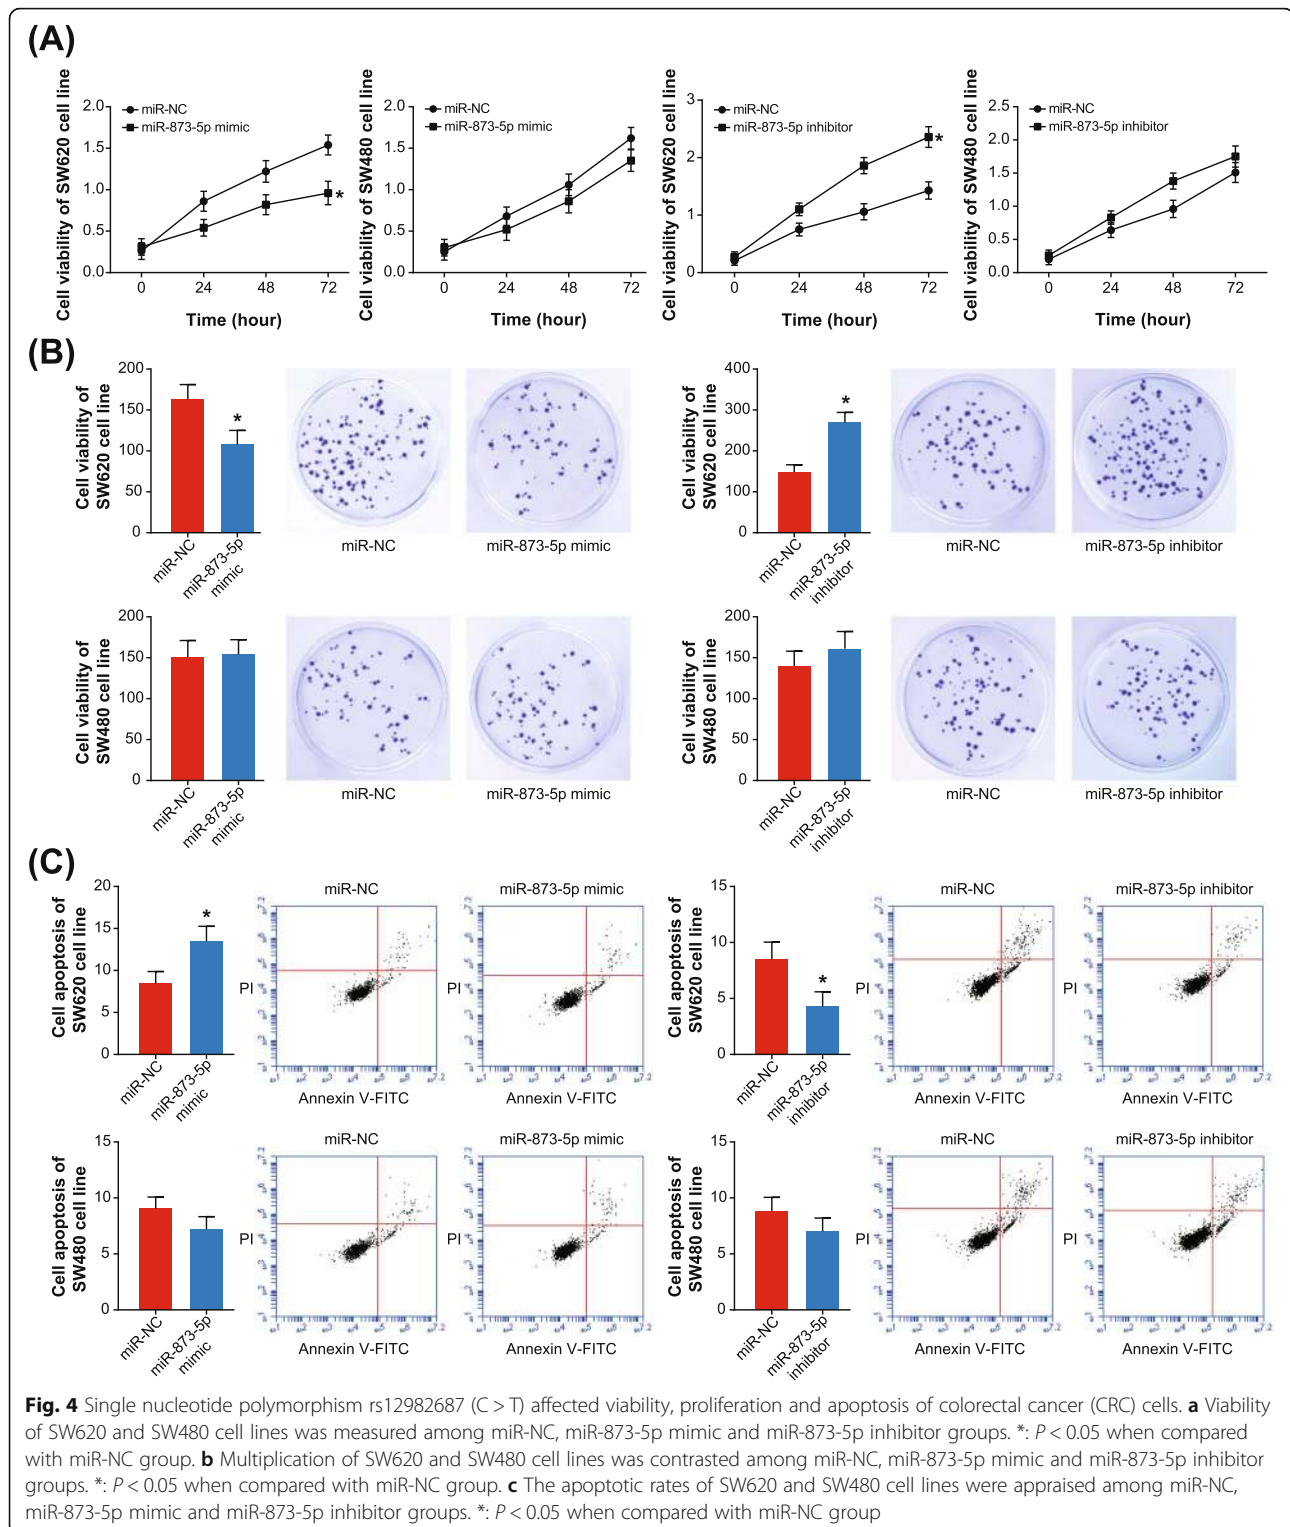 (A)
Cell viability of SW620 cell line
miR-NC
miR-873-5p mimic
2.0
1.5
1.0
0.5
0.0
*
0 24 48 72
Time (hour)
Cell viability of SW480 cell line
miR-NC
miR-873-5p mimic
2.0
1.5
1.0
0.5
0.0
0 24 48 72
Time (hour)
Cell viability of SW620 cell line
miR-NC
miR-873-5p inhibitor
3
2
1
0
*
0 24 48 72
Time (hour)
Cell viability of SW480 cell line
miR-NC
miR-873-5p inhibitor
2.5
2.0
1.5
1.0
0.5
0.0
0 24 48 72
Time (hour)
(B)
Cell viability of
SW620 cell line
200
150
100
50
0
*
miR-NC
miR-873-5p
mimic
miR-NC
miR-873-5p mimic
Cell viability of
SW620 cell line
400
300
200
100
0
*
miR-NC
miR-873-5p
inhibitor
miR-NC
miR-873-5p inhibitor
Cell viability of
SW480 cell line
200
150
100
50
0
miR-NC
miR-873-5p
mimic
miR-NC
miR-873-5p mimic
Cell viability of
SW480 cell line
200
150
100
50
0
miR-NC
miR-873-5p
inhibitor
miR-NC
miR-873-5p inhibitor
(C)
Cell apoptosis of
SW620 cell line
20
15
10
5
0
*
miR-NC
miR-873-5p
mimic
miR-NC
PI
Annexin V-FITC
miR-873-5p mimic
PI
Annexin V-FITC
Cell apoptosis of
SW620 cell line
15
10
5
0
*
miR-NC
miR-873-5p
inhibitor
miR-NC
PI
Annexin V-FITC
miR-873-5p inhibitor
PI
Annexin V-FITC
Cell apoptosis of
SW480 cell line
15
10
5
0
miR-NC
miR-873-5p
mimic
miR-NC
PI
Annexin V-FITC
miR-873-5p mimic
PI
Annexin V-FITC
Cell apoptosis of
SW480 cell line
15
10
5
0
miR-NC
miR-873-5p
inhibitor
miR-NC
PI
Annexin V-FITC
miR-873-5p inhibitor
PI
Annexin V-FITC
Fig. 4 Single nucleotide polymorphism rs12982687 (C > T) affected viability, proliferation and apoptosis of colorectal cancer (CRC) cells. a Viability
of SW620 and SW480 cell lines was measured among miR-NC, miR-873-5p mimic and miR-873-5p inhibitor groups. *: P < 0.05 when compared
with miR-NC group. b Multiplication of SW620 and SW480 cell lines was contrasted among miR-NC, miR-873-5p mimic and miR-873-5p inhibitor
groups. *: P < 0.05 when compared with miR-NC group. c The apoptotic rates of SW620 and SW480 cell lines were appraised among miR-NC,
miR-873-5p mimic and miR-873-5p inhibitor groups. *: P < 0.05 when compared with miR-NC group